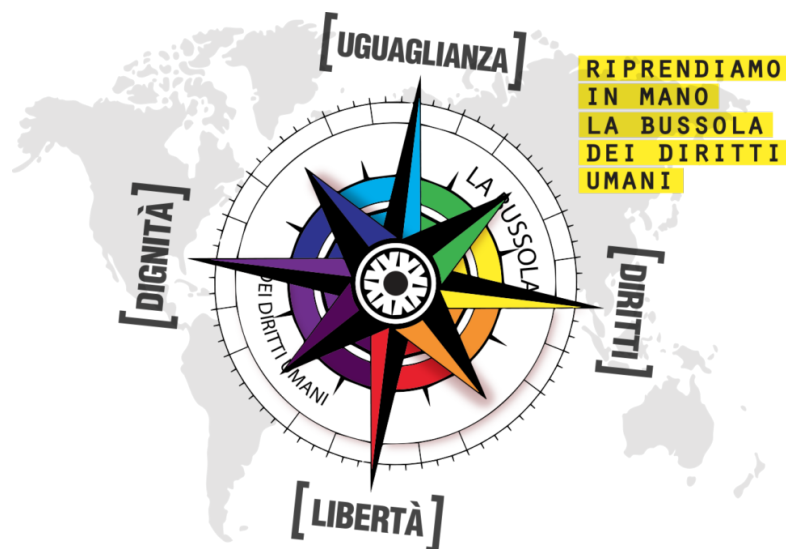 [UGUAGLIANZA]
RIPRENDIAMO
IN MANO
LA BUSSOLA
DEI DIRITTI
UMANI
LA BUSSOLA
[DIGNITÀ]
[DIRITTI]
DEI DIRITTI UMANI
[LIBERTÀ]